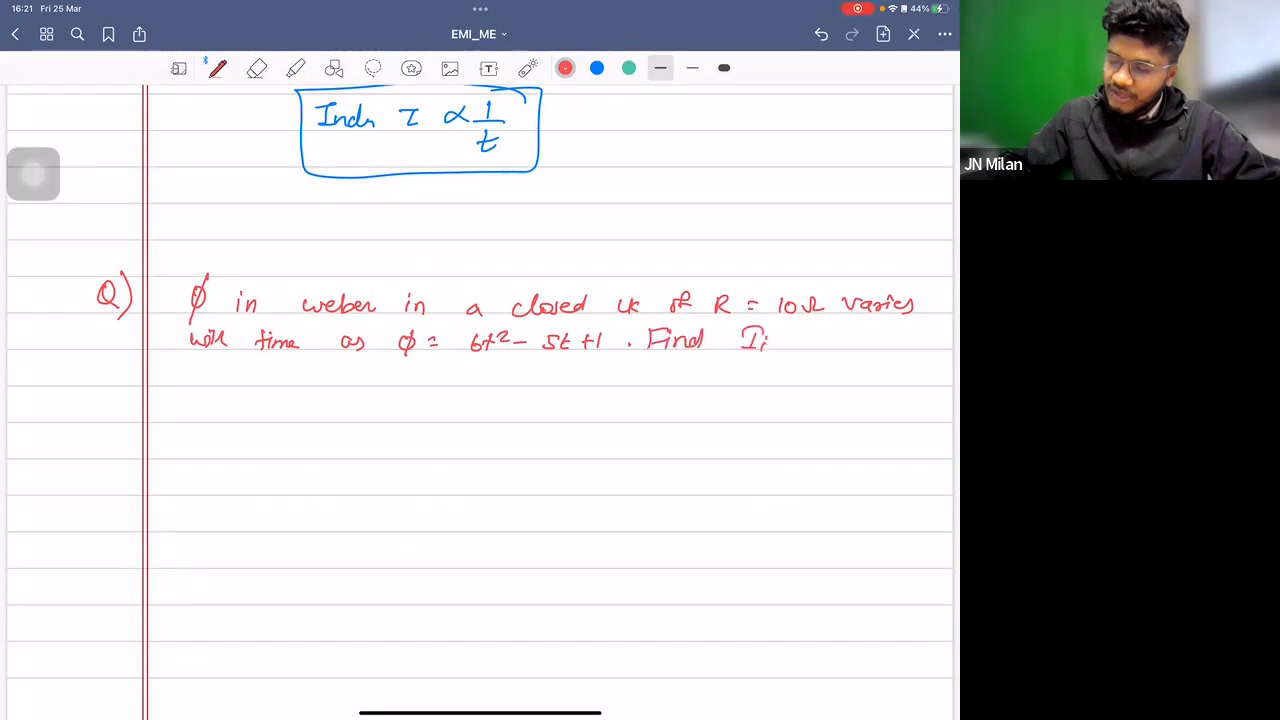 16:21 Fri 25 Mar
44%
EMI_ME
T
Indn I ∝ 1/t
Q) φ in weber in a closed ck of R = 10Ω varies
with time as φ = 6t² - 5t + 1 . Find Ii
JN Milan